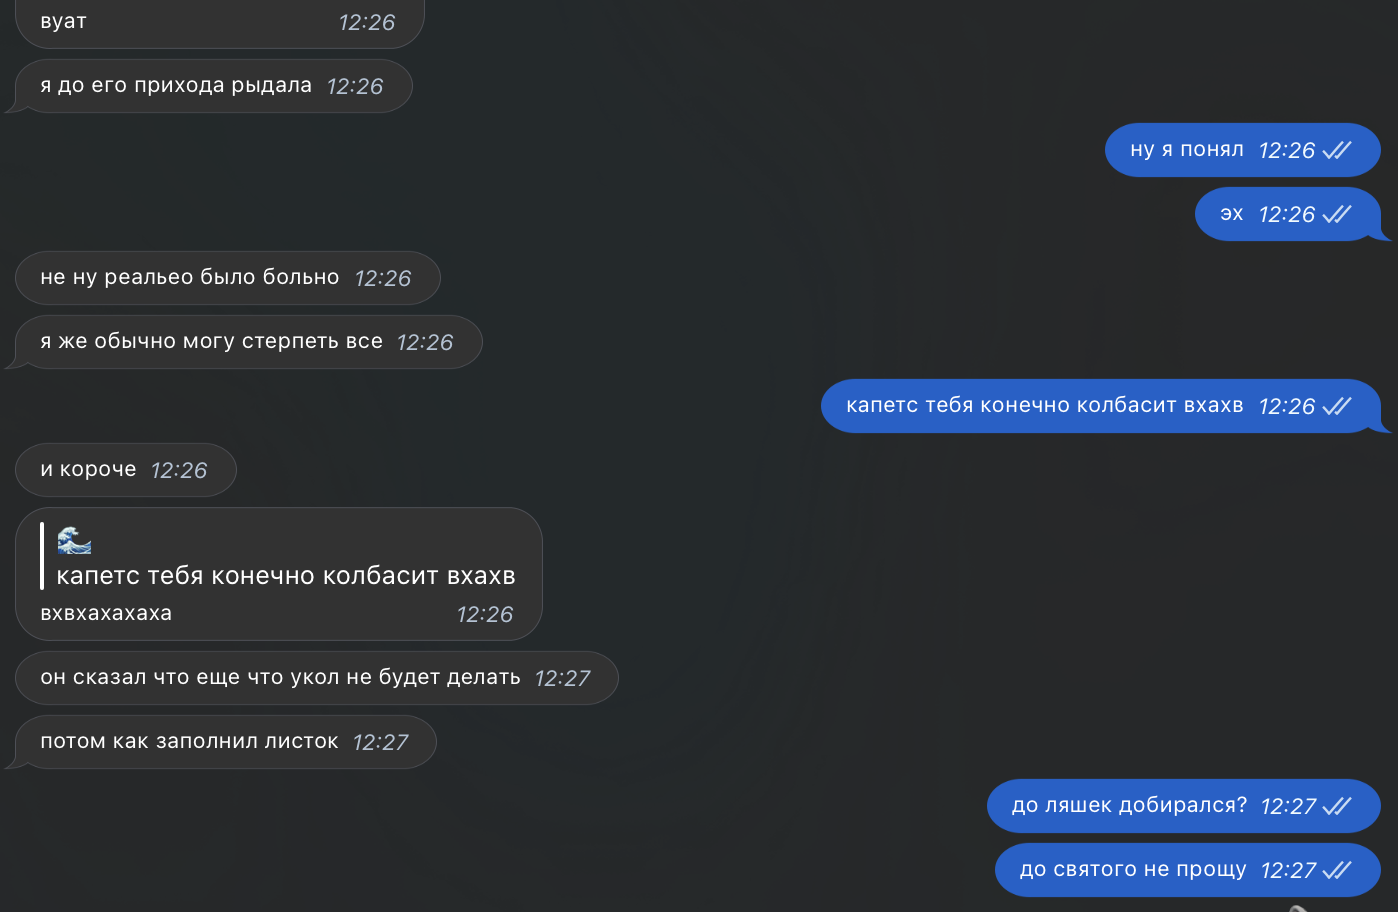 вуат 12:26
я до его прихода рыдала 12:26
ну я понял 12:26
эх 12:26
не ну реальео было больно 12:26
я же обычно могу стерпеть все 12:26
капетс тебя конечно колбасит вхахв 12:26
и короче 12:26
🌊
капетс тебя конечно колбасит вхахв
вхвхахахаха 12:26
он сказал что еще что укол не будет делать 12:27
потом как заполнил листок 12:27
до ляшек добирался? 12:27
до святого не прощу 12:27